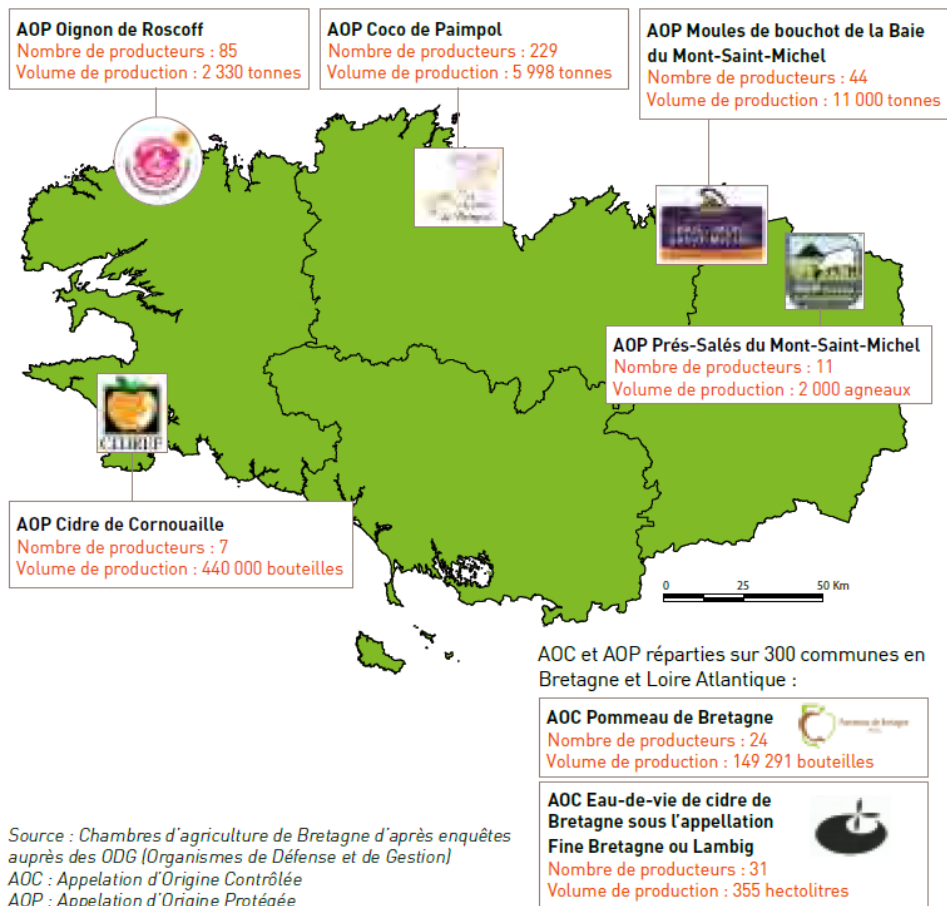 AOP Oignon de Roscoff
Nombre de producteurs : 85
Volume de production : 2 330 tonnes
AOP Coco de Paimpol
Nombre de producteurs : 229
Volume de production : 5 998 tonnes
AOP Moules de bouchot de la Baie
du Mont-Saint-Michel
Nombre de producteurs : 44
Volume de production : 11 000 tonnes
AOP Prés-Salés du Mont-Saint-Michel
Nombre de producteurs : 11
Volume de production : 2 000 agneaux
AOP Cidre de Cornouaille
Nombre de producteurs : 7
Volume de production : 440 000 bouteilles
0 25 50 Km
AOC et AOP réparties sur 300 communes en
Bretagne et Loire Atlantique :
AOC Pommeau de Bretagne
Pommeau de Bretagne
Nombre de producteurs : 24
Volume de production : 149 291 bouteilles
AOC Eau-de-vie de cidre de
Bretagne sous l'appellation
Fine Bretagne ou Lambig
Nombre de producteurs : 31
Volume de production : 355 hectolitres
Source : Chambres d'agriculture de Bretagne d'après enquêtes
auprès des ODG (Organismes de Défense et de Gestion)
AOC : Appelation d'Origine Contrôlée
AOP : Appelation d'Origine Protégée